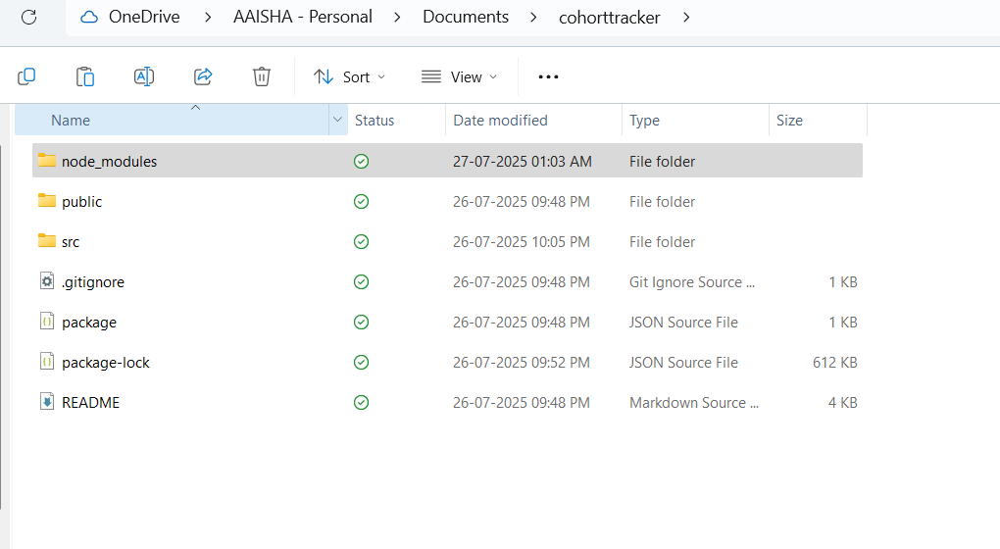 OneDrive > AAISHA - Personal > Documents > cohorttracker >
Sort View
Name Status Date modified Type Size
node_modules 27-07-2025 01:03 AM File folder
public 26-07-2025 09:48 PM File folder
src 26-07-2025 10:05 PM File folder
.gitignore 26-07-2025 09:48 PM Git Ignore Source ... 1 KB
package 26-07-2025 09:48 PM JSON Source File 1 KB
package-lock 26-07-2025 09:52 PM JSON Source File 612 KB
README 26-07-2025 09:48 PM Markdown Source ... 4 KB